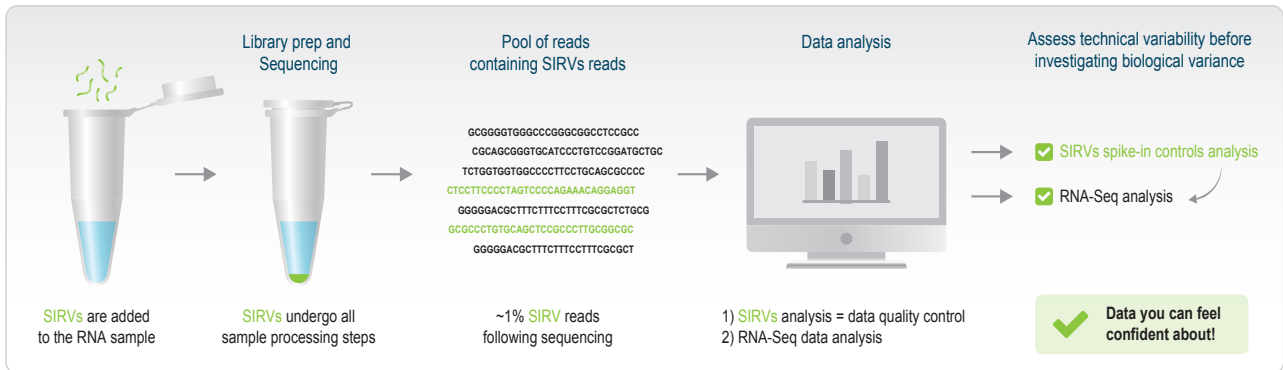 Library prep and
Sequencing
Pool of reads
containing SIRVs reads
Data analysis
Assess technical variability before
investigating biological variance
GCGGGGTGGGCCCGGGCGGCCTCCGCC
CGCAGCGGGTGCATCCCTGTCCGGATGCTGC
TCTGGTGGTGGCCCCTTCCTGCAGCGCCCC
CTCCTTCCCCTAGTCCCCAGAAACAGGAGGT
GGGGGACGCTTTCTTTCCTTTCGCGCTCTGCG
GCGCCCTGTGCAGCTCCGCCCTTGCGGCGC
GGGGGACGCTTTCTTTCCTTTCGCGCT
SIRVs spike-in controls analysis
RNA-Seq analysis
SIRVs are added
to the RNA sample
SIRVs undergo all
sample processing steps
~1% SIRV reads
following sequencing
1) SIRVs analysis = data quality control
2) RNA-Seq data analysis
Data you can feel
confident about!